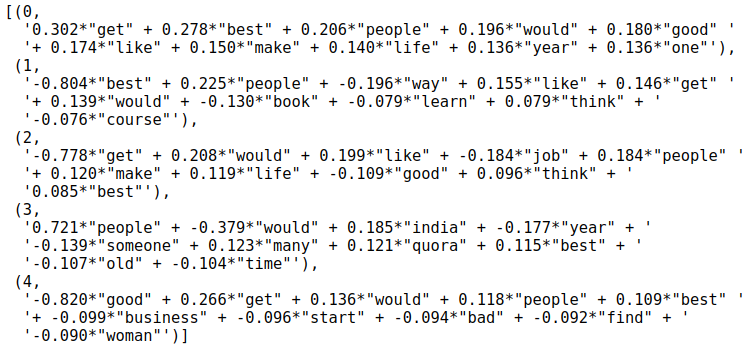 [(0,
'0.302*"get" + 0.278*"best" + 0.206*"people" + 0.196*"would" + 0.180*"good" '
'+ 0.174*"like" + 0.150*"make" + 0.140*"life" + 0.136*"year" + 0.136*"one"'),
(1,
'-0.804*"best" + 0.225*"people" + -0.196*"way" + 0.155*"like" + 0.146*"get" '
'+ 0.139*"would" + -0.130*"book" + -0.079*"learn" + 0.079*"think" + '
'-0.076*"course"'),
(2,
'-0.778*"get" + 0.208*"would" + 0.199*"like" + -0.184*"job" + 0.184*"people" '
'+ 0.120*"make" + 0.119*"life" + -0.109*"good" + 0.096*"think" + '
'0.085*"best"'),
(3,
'0.721*"people" + -0.379*"would" + 0.185*"india" + -0.177*"year" + '
'-0.139*"someone" + 0.123*"many" + 0.121*"quora" + 0.115*"best" + '
'-0.107*"old" + -0.104*"time"'),
(4,
'-0.820*"good" + 0.266*"get" + 0.136*"would" + 0.118*"people" + 0.109*"best" '
'+ -0.099*"business" + -0.096*"start" + -0.094*"bad" + -0.092*"find" + '
'-0.090*"woman"')]